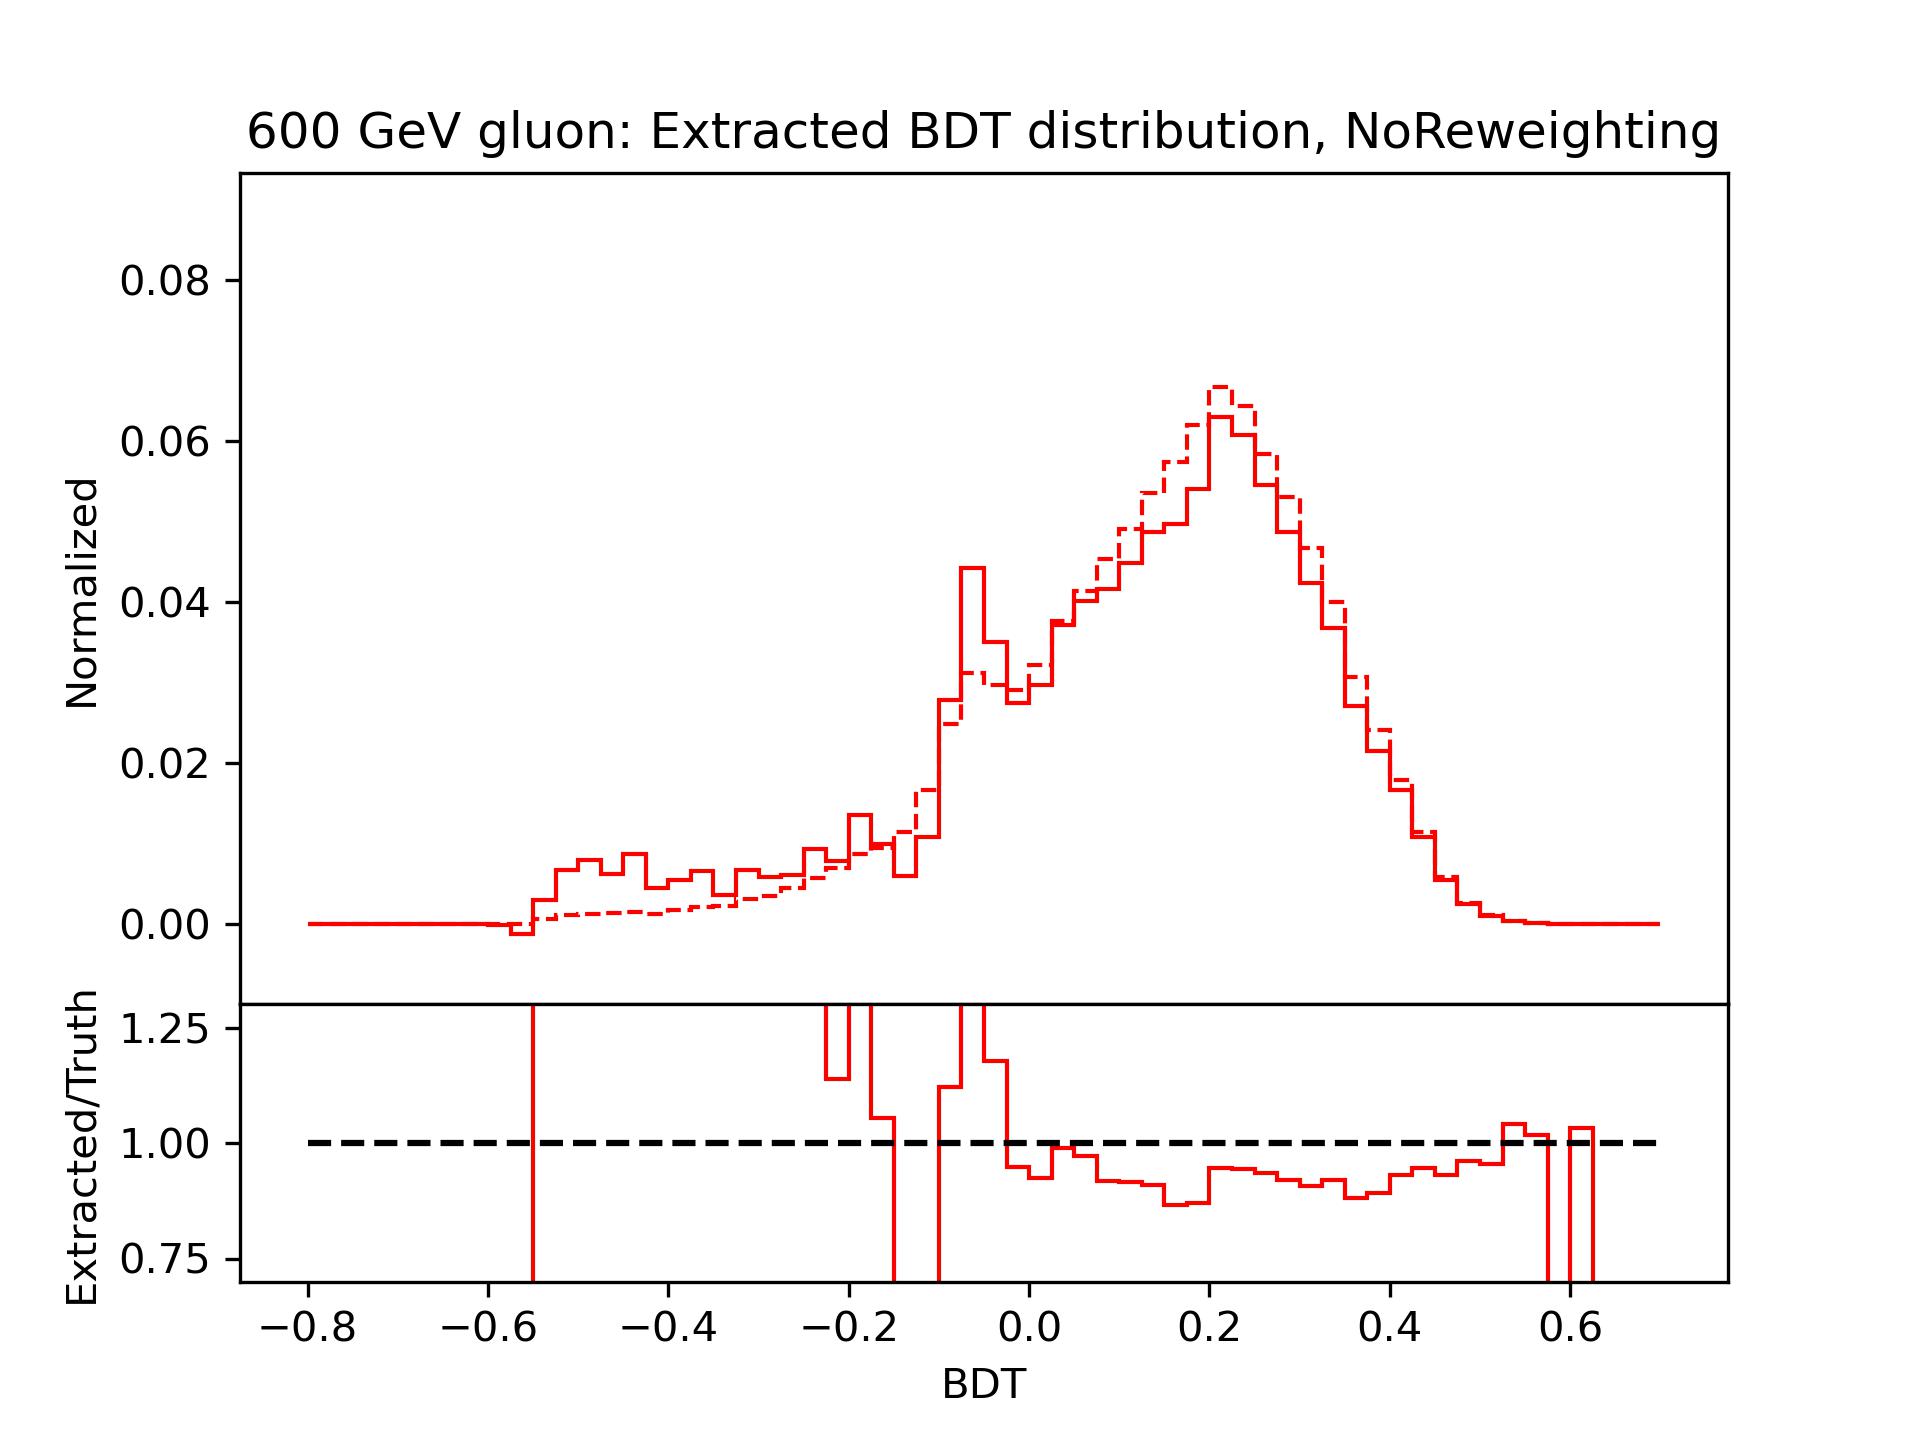 600 GeV gluon: Extracted BDT distribution, NoReweighting
Normalized
0.08
0.06
0.04
0.02
0.00
Extracted/Truth
1.25
1.00
0.75
−0.8 −0.6 −0.4 −0.2 0.0 0.2 0.4 0.6
BDT